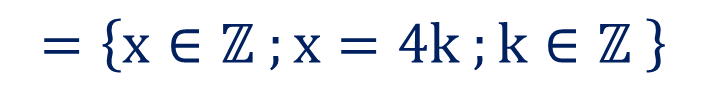 = {x ∈ ℤ ; x = 4k ; k ∈ ℤ }